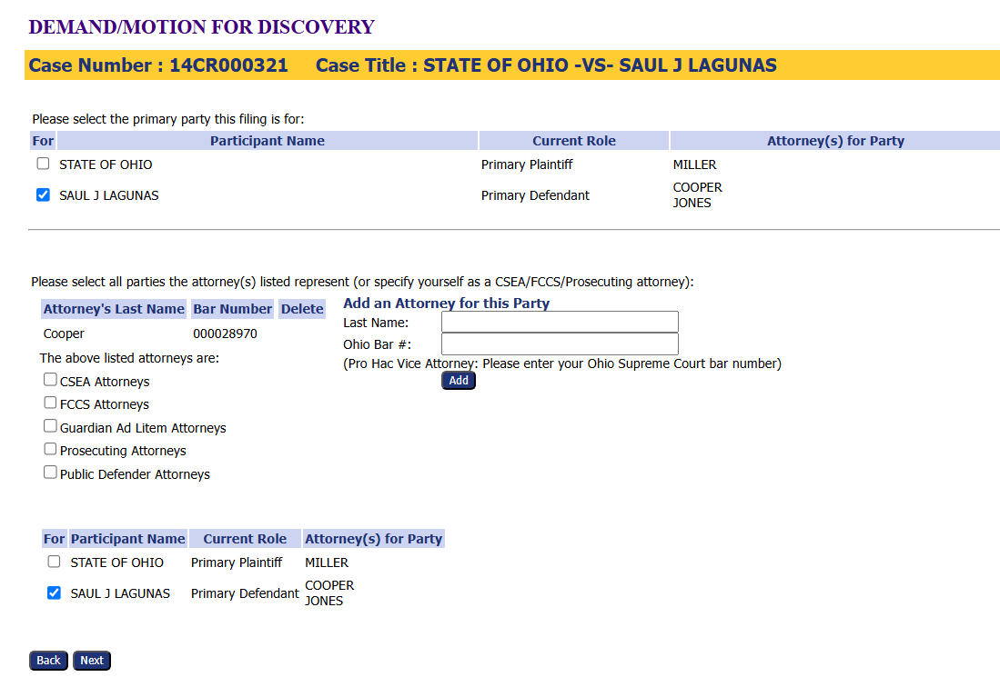 DEMAND/MOTION FOR DISCOVERY
Case Number : 14CR000321 Case Title : STATE OF OHIO -VS- SAUL J LAGUNAS
Please select the primary party this filing is for:
For Participant Name Current Role Attorney(s) for Party
STATE OF OHIO Primary Plaintiff MILLER
SAUL J LAGUNAS Primary Defendant COOPER
JONES
Please select all parties the attorney(s) listed represent (or specify yourself as a CSEA/FCCS/Prosecuting attorney):
Attorney's Last Name Bar Number Delete
Cooper 000028970
The above listed attorneys are:
CSEA Attorneys
FCCS Attorneys
Guardian Ad Litem Attorneys
Prosecuting Attorneys
Public Defender Attorneys
Add an Attorney for this Party
Last Name:
Ohio Bar #:
(Pro Hac Vice Attorney: Please enter your Ohio Supreme Court bar number)
Add
For Participant Name Current Role Attorney(s) for Party
STATE OF OHIO Primary Plaintiff MILLER
SAUL J LAGUNAS Primary Defendant COOPER
JONES
Back Next